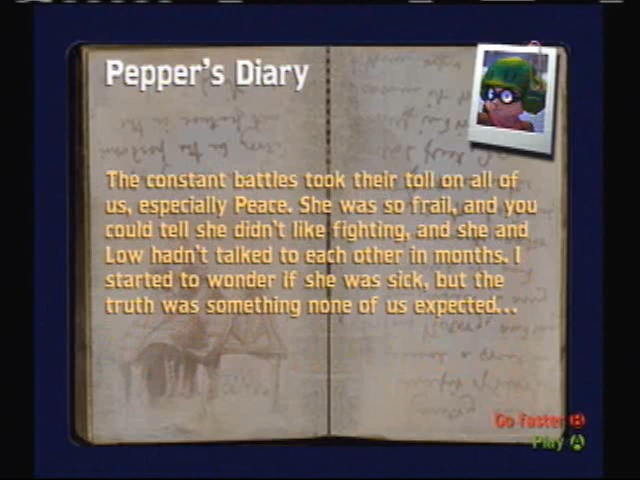 Pepper's Diary
The constant battles took their toll on all of
us, especially Peace. She was so frail, and you
could tell she didn't like fighting, and she and
Low hadn't talked to each other in months. I
started to wonder if she was sick, but the
truth was something none of us expected...
Go Faster B
Play A